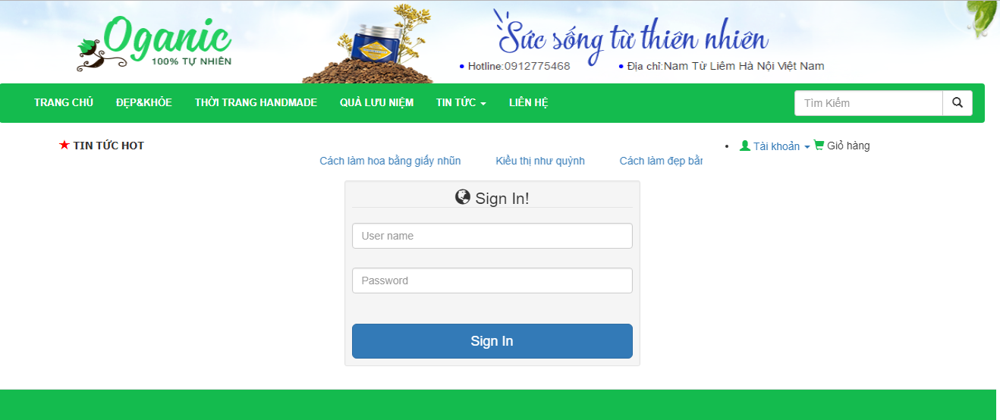 Oganic
100% TỰ NHIÊN
Sức sống từ thiên nhiên
• Hotline:0912775468 • Địa chỉ:Nam Từ Liêm Hà Nội Việt Nam
TRANG CHỦ ĐẸP&KHỎE THỜI TRANG HANDMADE QUÀ LƯU NIỆM TIN TỨC LIÊN HỆ Tìm Kiếm
TIN TỨC HOT • Tài khoản Giỏ hàng
Cách làm hoa bằng giấy nhũn Kiều thị như quỳnh Cách làm đẹp bằn
Sign In!
User name
Password
Sign In